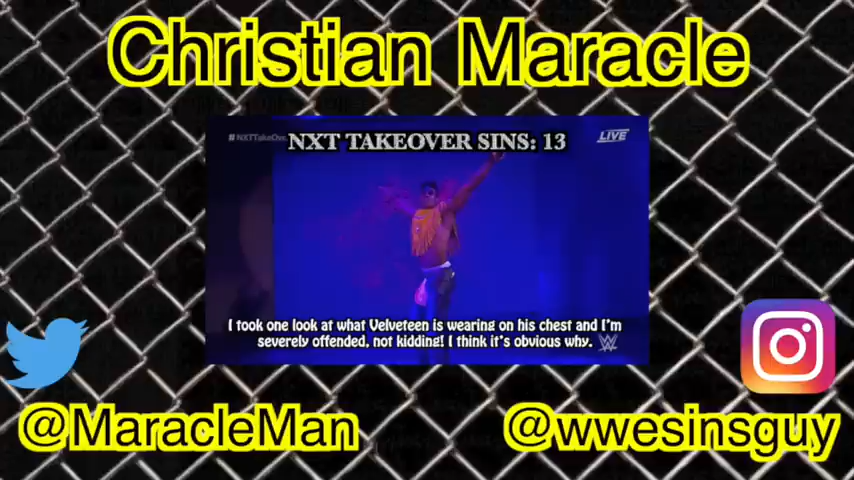 Christian Maracle
#NXTTakeOve
NXT TAKEOVER SINS: 13
LIVE
I took one look at what Velveteen is wearing on his chest and I'm
severely offended, not kidding! I think it's obvious why.
@MaracleMan
@wwesinsguy